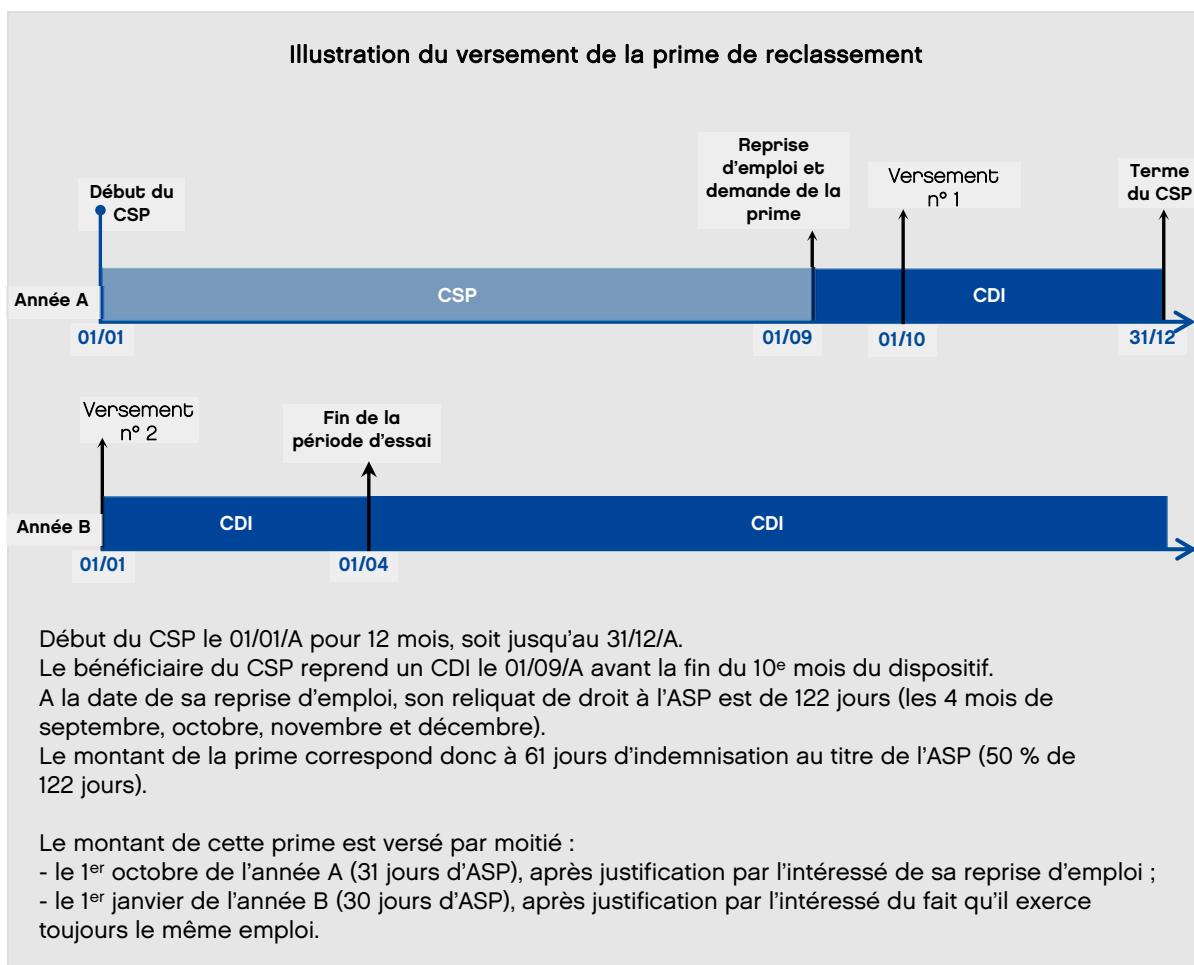 Illustration du versement de la prime de reclassement
Début du
CSP
Reprise
d'emploi et
demande de la
prime
Versement
n° 1
Terme
du CSP
Année A
CSP
CDI
01/01
01/09
01/10
31/12
Versement
n° 2
Fin de la
période d'essai
Année B
CDI
CDI
01/01
01/04
Début du CSP le 01/01/A pour 12 mois, soit jusqu'au 31/12/A.
Le bénéficiaire du CSP reprend un CDI le 01/09/A avant la fin du 10e mois du dispositif.
A la date de sa reprise d'emploi, son reliquat de droit à l'ASP est de 122 jours (les 4 mois de
septembre, octobre, novembre et décembre).
Le montant de la prime correspond donc à 61 jours d'indemnisation au titre de l'ASP (50 % de
122 jours).
Le montant de cette prime est versé par moitié :
- le 1er octobre de l'année A (31 jours d'ASP), après justification par l'intéressé de sa reprise d'emploi ;
- le 1er janvier de l'année B (30 jours d'ASP), après justification par l'intéressé du fait qu'il exerce
toujours le même emploi.